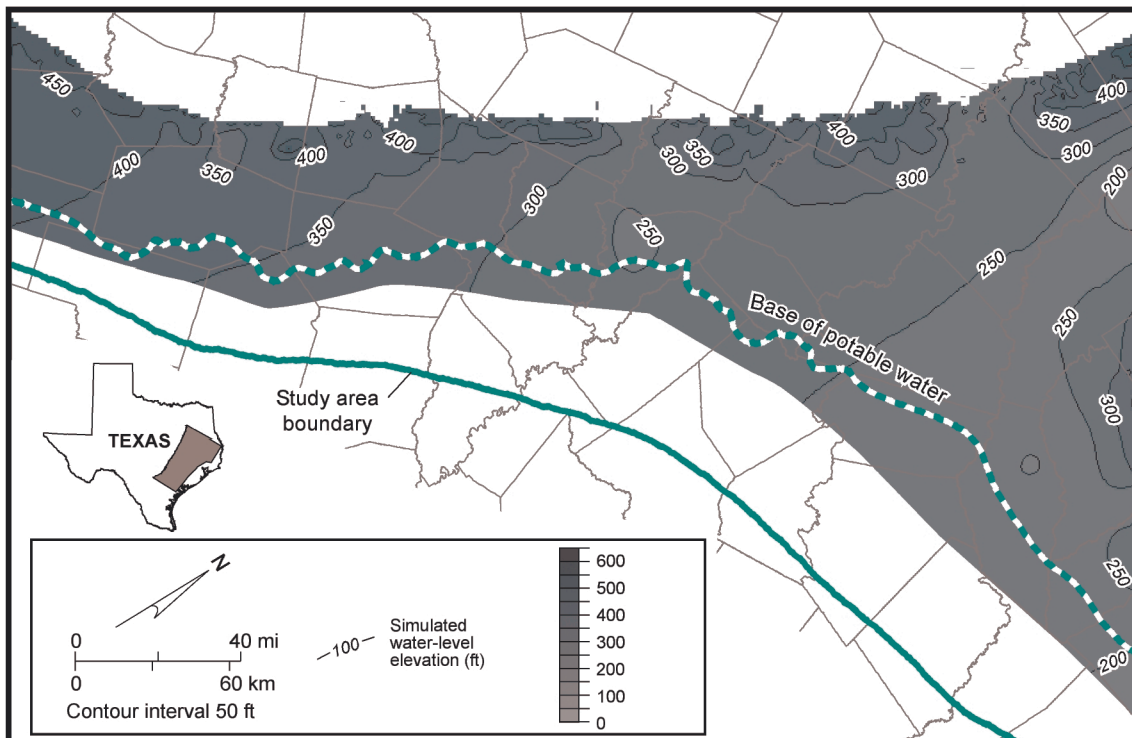 450
400
350
400
400
300
350
400
300
400
350
300
200
400
350
300
250
250
250
300
250
200
Base of potable water
Study area
boundary
TEXAS
N
0 40 mi
0 60 km
Contour interval 50 ft
100
Simulated
water-level
elevation (ft)
600
500
400
300
200
100
0